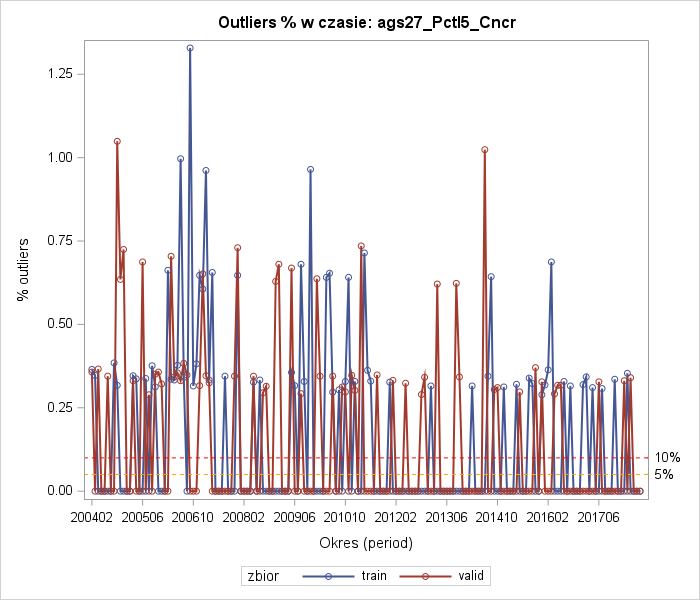 Outliers % w czasie: ags27_Pctl5_Cncr
1.25
1.00
0.75
0.50
0.25
0.00
% outliers
10%
5%
200402 200506 200610 200802 200906 201010 201202 201306 201410 201602 201706
Okres (period)
zbior train valid